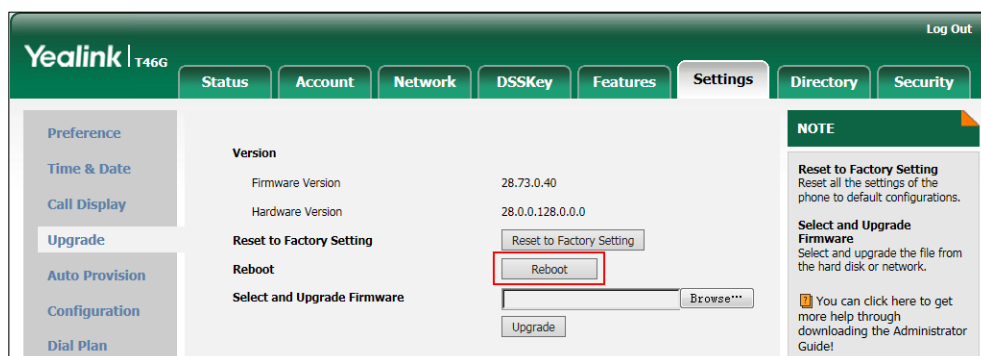 Log Out
Yealink | T46G
Status Account Network DSSKey Features Settings Directory Security
Preference
Time & Date
Call Display
Upgrade
Auto Provision
Configuration
Dial Plan
Version
Firmware Version 28.73.0.40
Hardware Version 28.0.0.128.0.0.0
Reset to Factory Setting Reset to Factory Setting
Reboot Reboot
Select and Upgrade Firmware Browse...
Upgrade
NOTE
Reset to Factory Setting
Reset all the settings of the
phone to default configurations.
Select and Upgrade
Firmware
Select and upgrade the file from
the hard disk or network.
You can click here to get
more help through
downloading the Administrator
Guide!